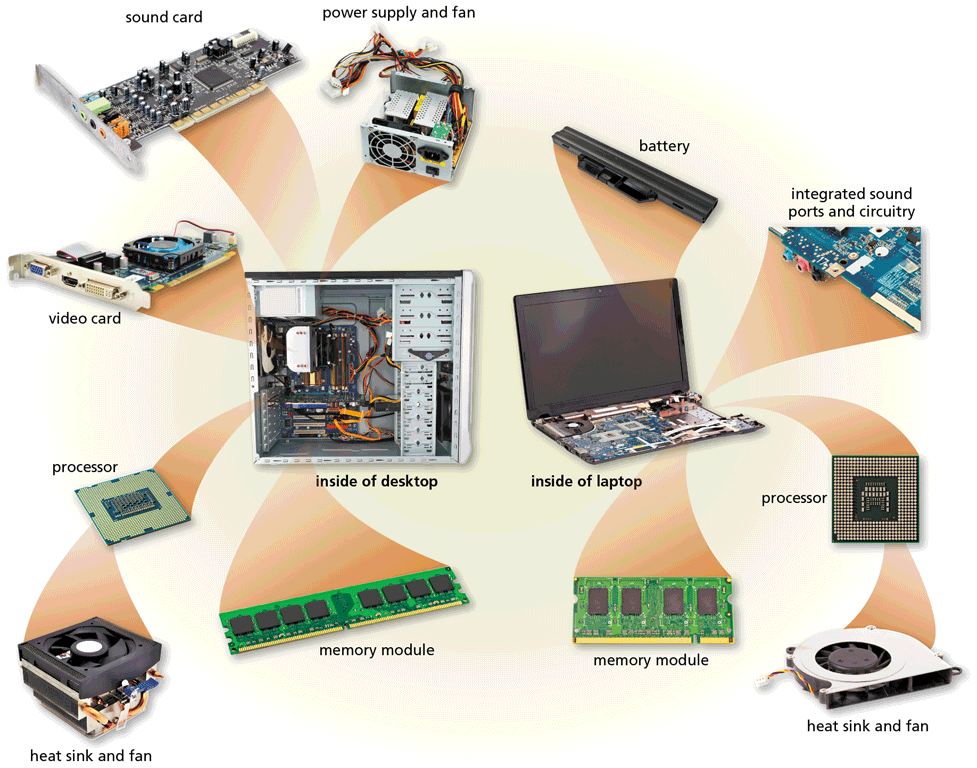 sound card
power supply and fan
battery
integrated sound
ports and circuitry
video card
inside of desktop
inside of laptop
processor
processor
memory module
memory module
heat sink and fan
heat sink and fan